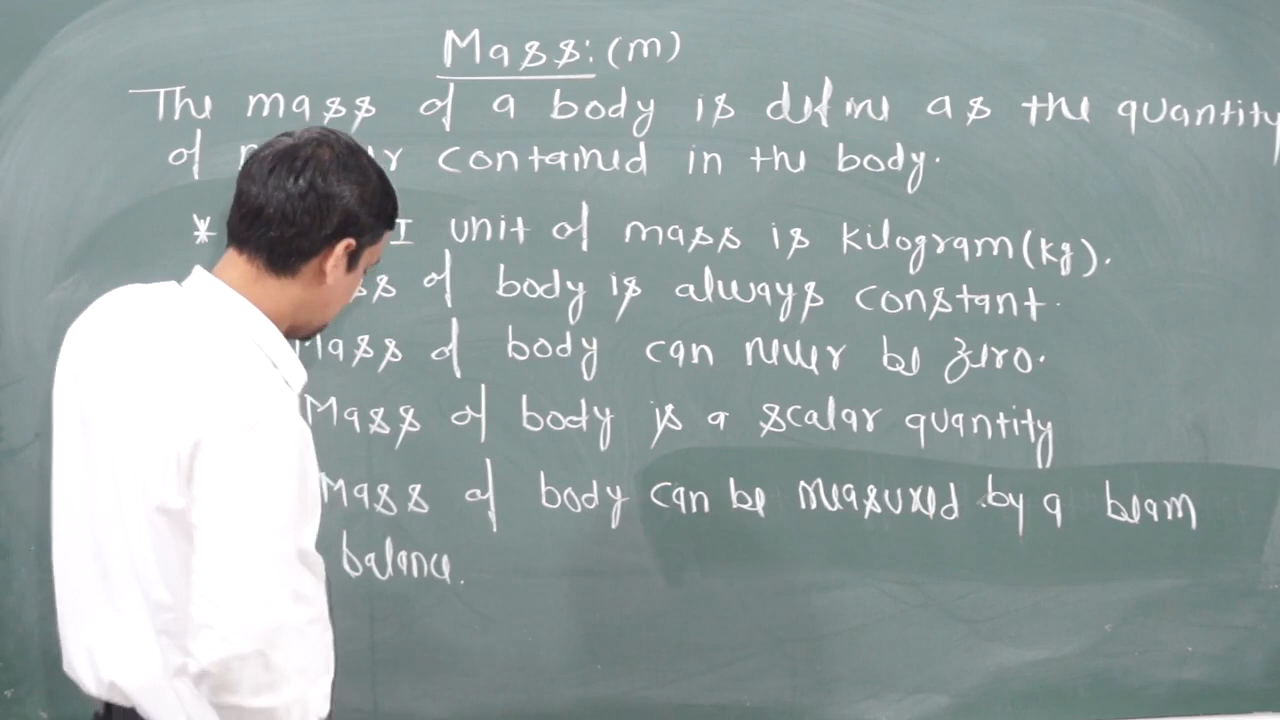 Mass: (m)
The mass of a body is define as the quantity
of contained in the body.
* I unit of mass is kilogram (kg).
of body is always constant.
Mass of body can never be zero.
Mass of body is a scalar quantity
Mass of body can be measured by a beam
balance.